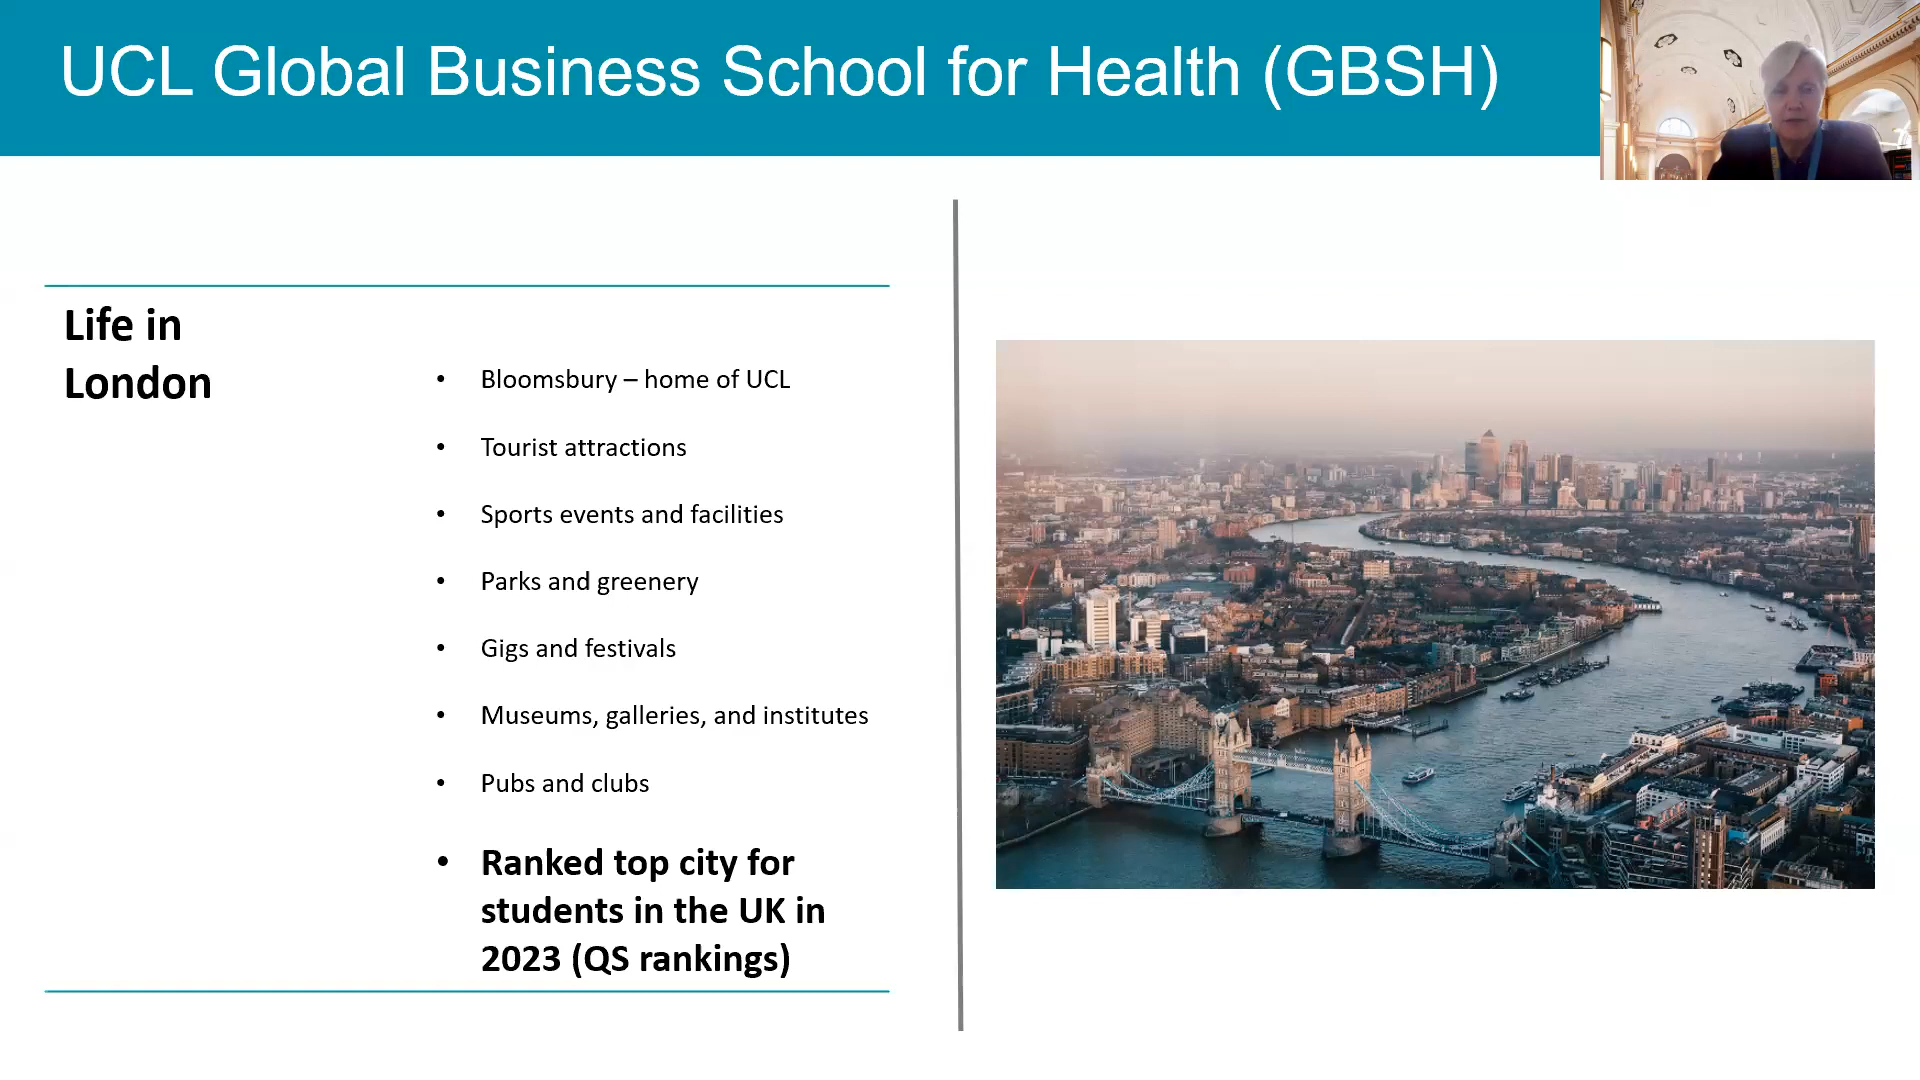 UCL Global Business School for Health (GBSH)
Life in
London
• Bloomsbury – home of UCL
• Tourist attractions
• Sports events and facilities
• Parks and greenery
• Gigs and festivals
• Museums, galleries, and institutes
• Pubs and clubs
• Ranked top city for
students in the UK in
2023 (QS rankings)